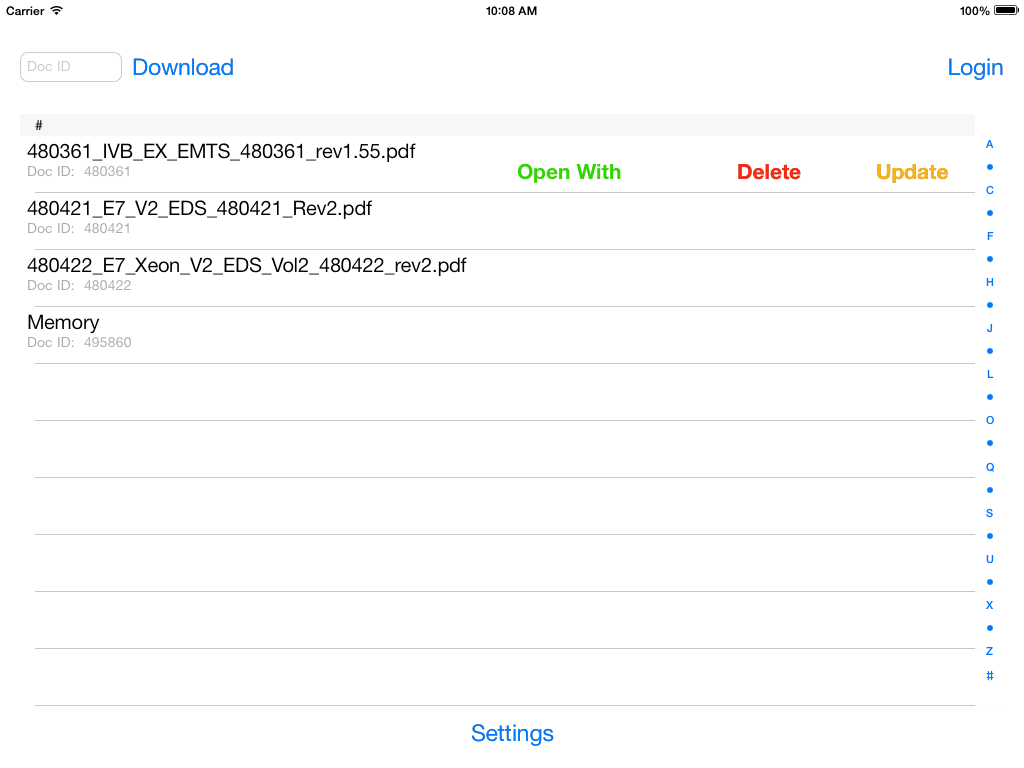 Carrier 10:08 AM 100%
Doc ID Download Login
#
480361_IVB_EX_EMTS_480361_rev1.55.pdf
Doc ID: 480361
Open With Delete Update
480421_E7_V2_EDS_480421_Rev2.pdf
Doc ID: 480421
480422_E7_Xeon_V2_EDS_Vol2_480422_rev2.pdf
Doc ID: 480422
Memory
Doc ID: 495860
A
•
C
•
F
•
H
•
J
•
L
•
O
•
Q
•
S
•
U
•
X
•
Z
#
Settings